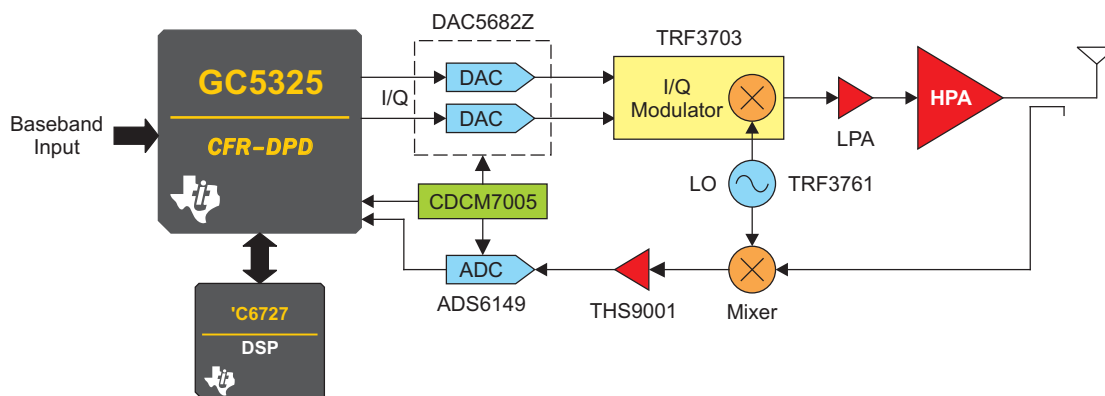 DAC5682Z
TRF3703
GC5325
CFR-DPD
Baseband
Input
I/Q
DAC
DAC
I/Q
Modulator
LPA
HPA
LO
TRF3761
CDCM7005
ADC
ADS6149
THS9001
Mixer
'C6727
DSP